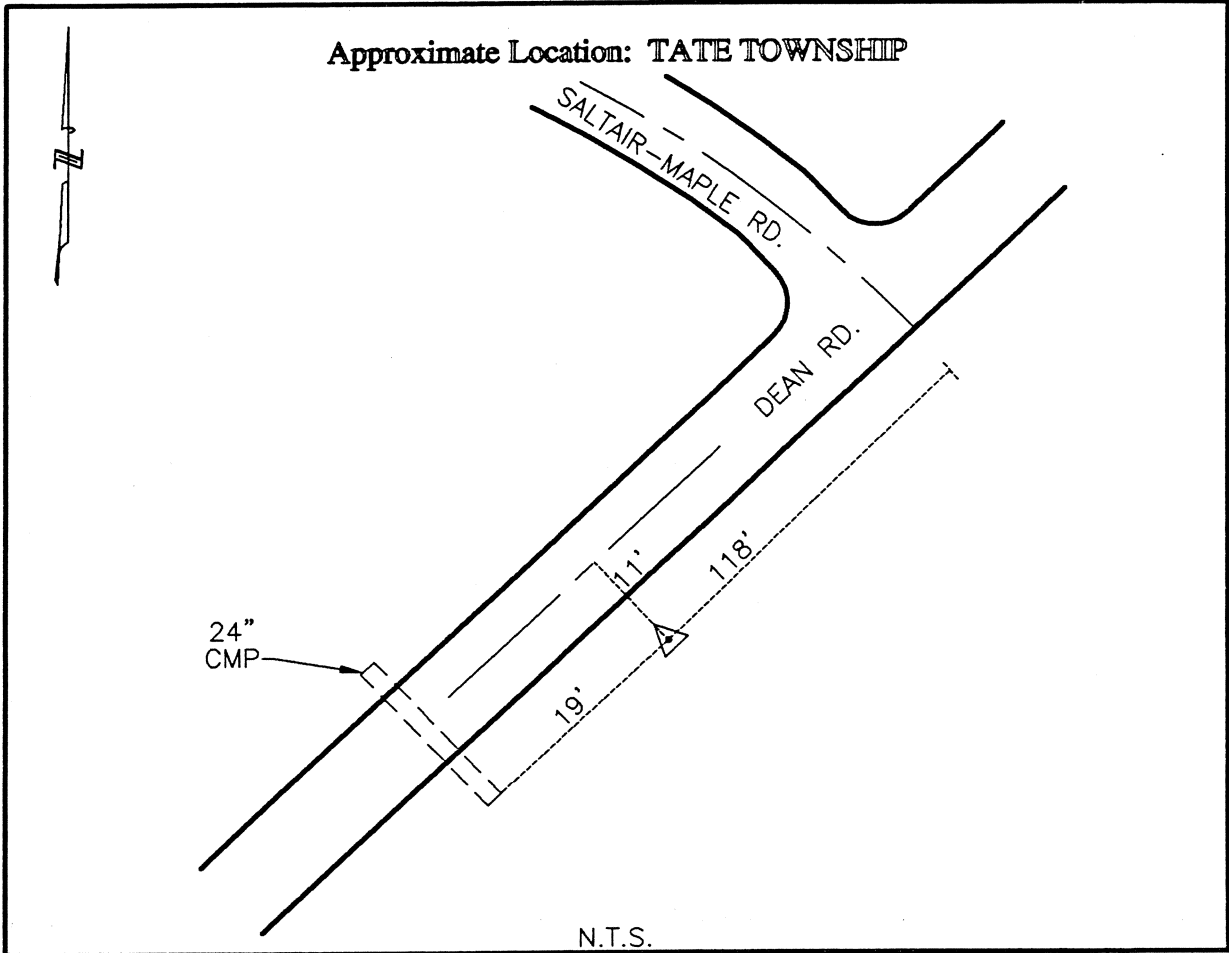 Approximate Location: TATE TOWNSHIP
SALTAIR-MAPLE RD.
N
DEAN RD.
118'
11'
24"
CMP
19'
N.T.S.